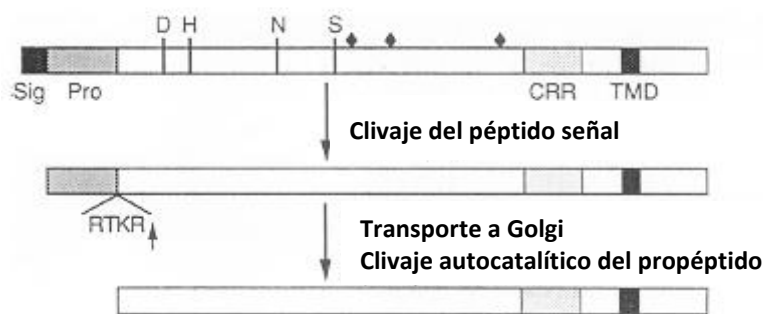 D H N S
Sig Pro CRR TMD
Clivaje del péptido señal
RTKR
Transporte a Golgi
Clivaje autocatalítico del propéptido